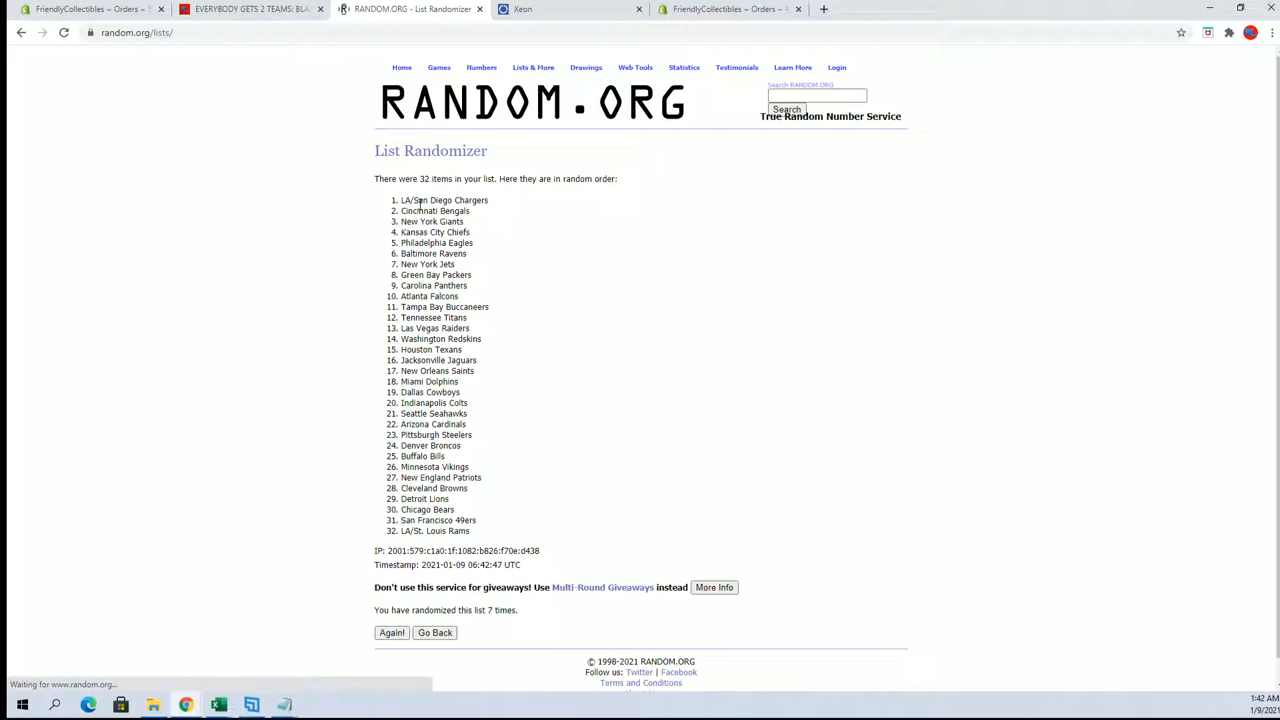 FriendlyCollectibles ~ Orders ~ S
EVERYBODY GETS 2 TEAMS: BLA
RANDOM.ORG - List Randomizer
Xeon
FriendlyCollectibles ~ Orders ~
random.org/lists/
Home Games Numbers Lists & More Drawings Web Tools Statistics Testimonials Learn More Login
RANDOM.ORG
Search RANDOM.ORG
Search
True Random Number Service
List Randomizer
There were 32 items in your list. Here they are in random order:
1. LA/San Diego Chargers
2. Cincinnati Bengals
3. New York Giants
4. Kansas City Chiefs
5. Philadelphia Eagles
6. Baltimore Ravens
7. New York Jets
8. Green Bay Packers
9. Carolina Panthers
10. Atlanta Falcons
11. Tampa Bay Buccaneers
12. Tennessee Titans
13. Las Vegas Raiders
14. Washington Redskins
15. Houston Texans
16. Jacksonville Jaguars
17. New Orleans Saints
18. Miami Dolphins
19. Dallas Cowboys
20. Indianapolis Colts
21. Seattle Seahawks
22. Arizona Cardinals
23. Pittsburgh Steelers
24. Denver Broncos
25. Buffalo Bills
26. Minnesota Vikings
27. New England Patriots
28. Cleveland Browns
29. Detroit Lions
30. Chicago Bears
31. San Francisco 49ers
32. LA/St. Louis Rams
IP: 2001:579:c1a0:1f:1082:b826:f70e:d438
Timestamp: 2021-01-09 06:42:47 UTC
Don't use this service for giveaways! Use Multi-Round Giveaways instead More Info
You have randomized this list 7 times.
Again! Go Back
© 1998-2021 RANDOM.ORG
Follow us: Twitter | Facebook
Terms and Conditions
Waiting for www.random.org...
1:42 AM
1/9/2021